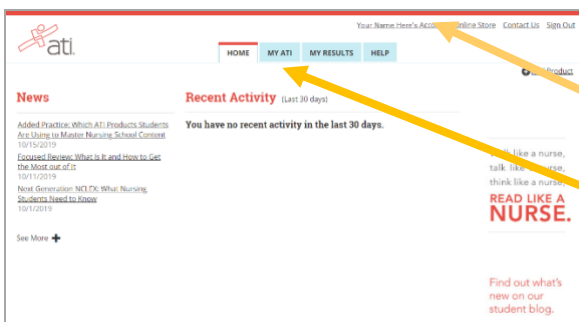 Your Name Here's Acco Online Store Contact Us Sign Out
ati
HOME MY ATI MY RESULTS HELP
Product
News
Added Practice: Which ATI Products Students
Are Using to Master Nursing School Content
10/15/2019
Focused Review: What Is It and How to Get
the Most out of It
10/11/2019
Next Generation NCLEX: What Nursing
Students Need to Know
10/1/2019
See More
Recent Activity (Last 30 days)
You have no recent activity in the last 30 days.
like a nurse,
talk like nurse,
think like a nurse,
READ LIKE A
NURSE.
Find out what's
new on our
student blog.